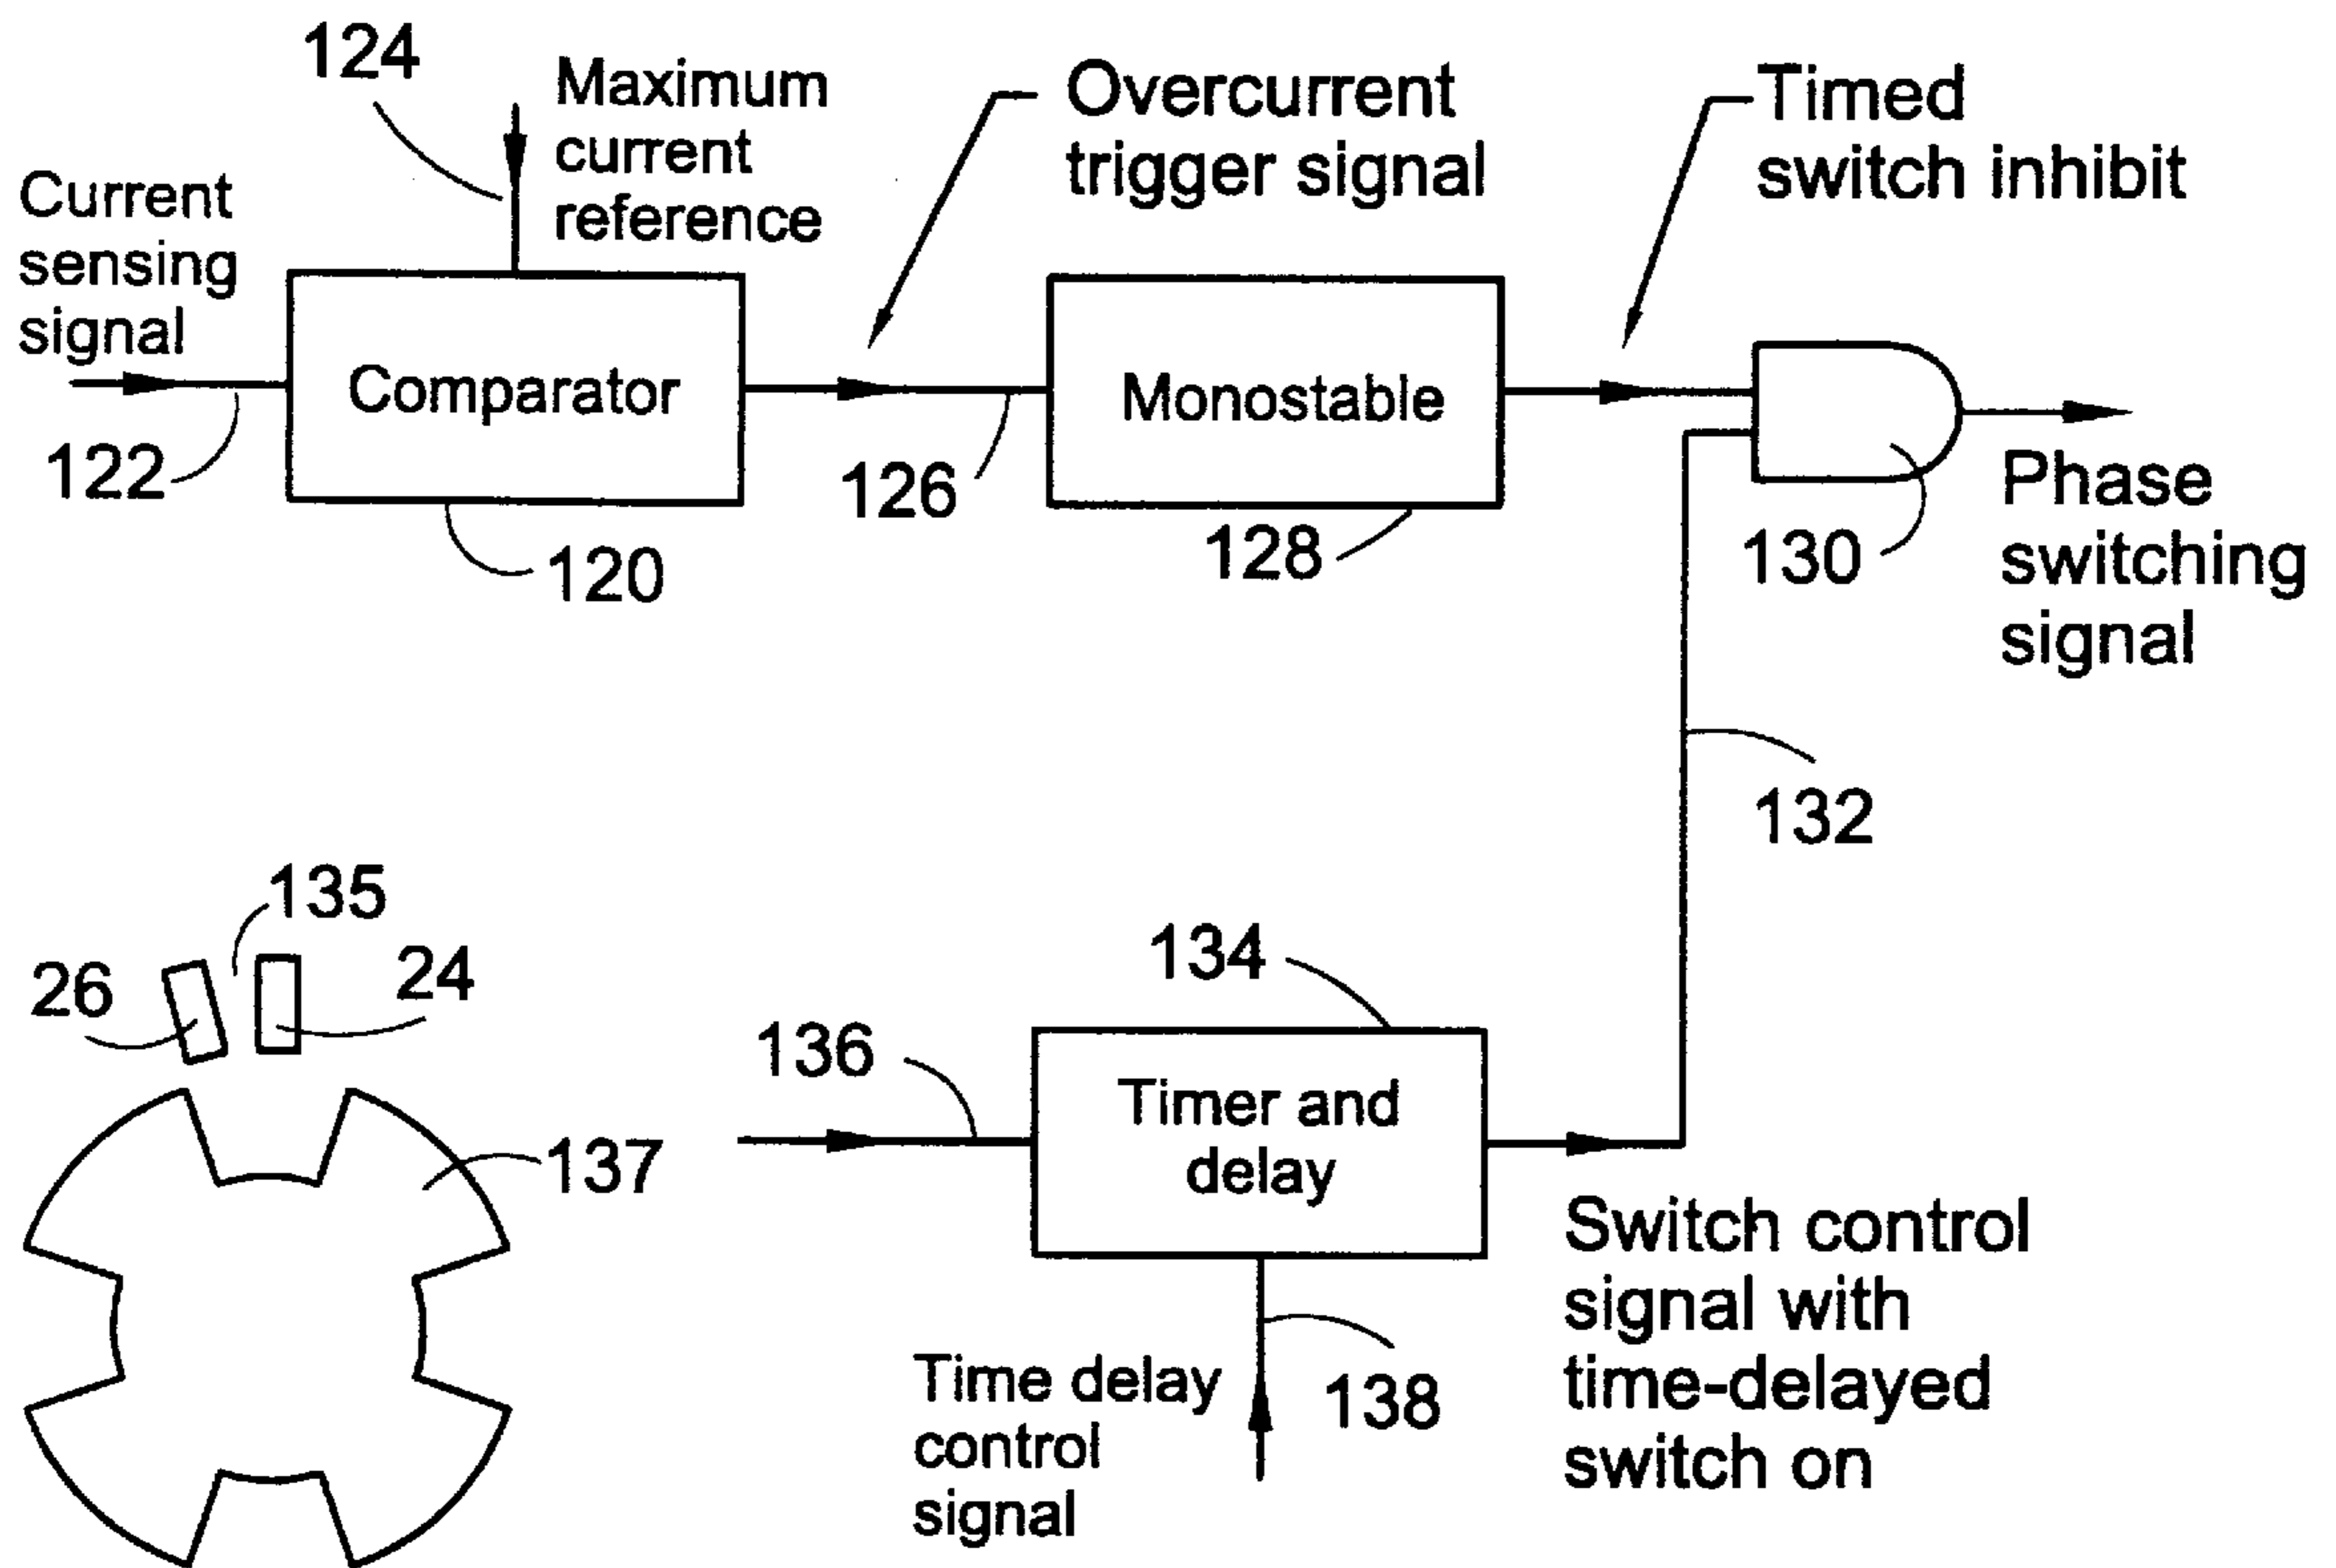 124
Maximum
current
reference
Overcurrent
trigger signal
Timed
switch inhibit
Current
sensing
signal
Comparator
Monostable
122
126
120
128
130
Phase
switching
signal
132
135
26
24
134
136
137
Timer and
delay
Switch control
signal with
time-delayed
switch on
Time delay
control
signal
138